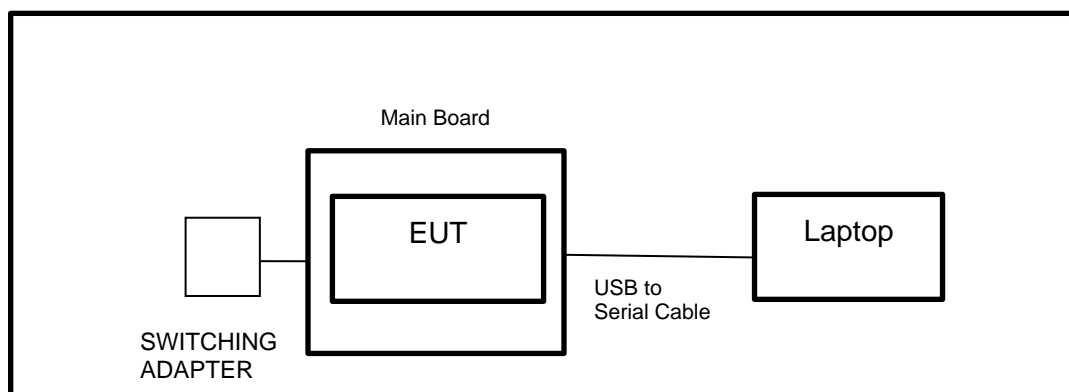 Main Board
EUT
Laptop
USB to
Serial Cable
SWITCHING
ADAPTER